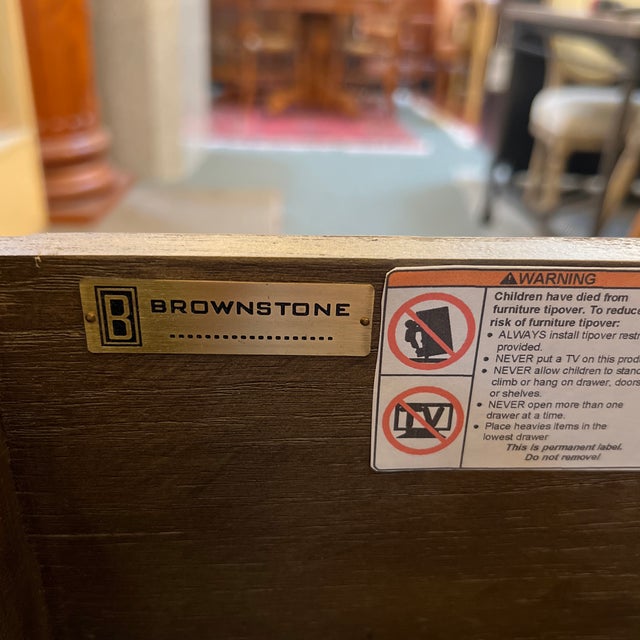 B BROWNSTONE
WARNING
Children have died from
furniture tipover. To reduce
risk of furniture tipover:
• ALWAYS install tipover
provided.
• NEVER put a TV on this
• NEVER allow children to stand
climb or hang on drawer, doors
or shelves.
• NEVER open more than one
drawer at a time.
• Place heavies items in the
lowest drawer
This is permanent label.
Do not remove!
TV